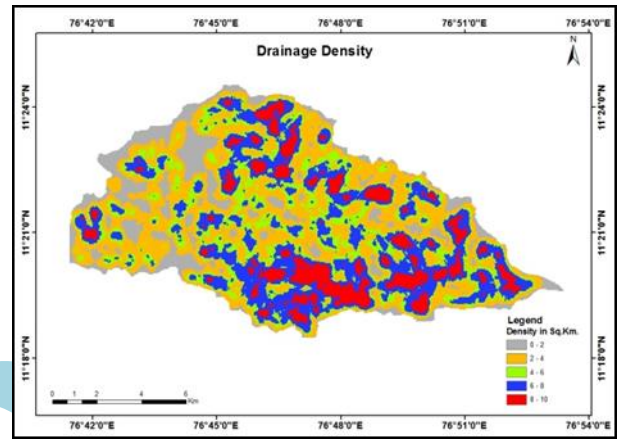 76°42'0"E 76°45'0"E 76°48'0"E 76°51'0"E 76°54'0"E
Drainage Density
N
11°24'0"N 11°24'0"N
11°21'0"N 11°21'0"N
11°18'0"N 11°18'0"N
Legend
Density in Sq.Km.
0 - 2
2 - 4
4 - 6
6 - 8
8 - 10
0 1 2 4 6
Km
76°42'0"E 76°45'0"E 76°48'0"E 76°51'0"E 76°54'0"E